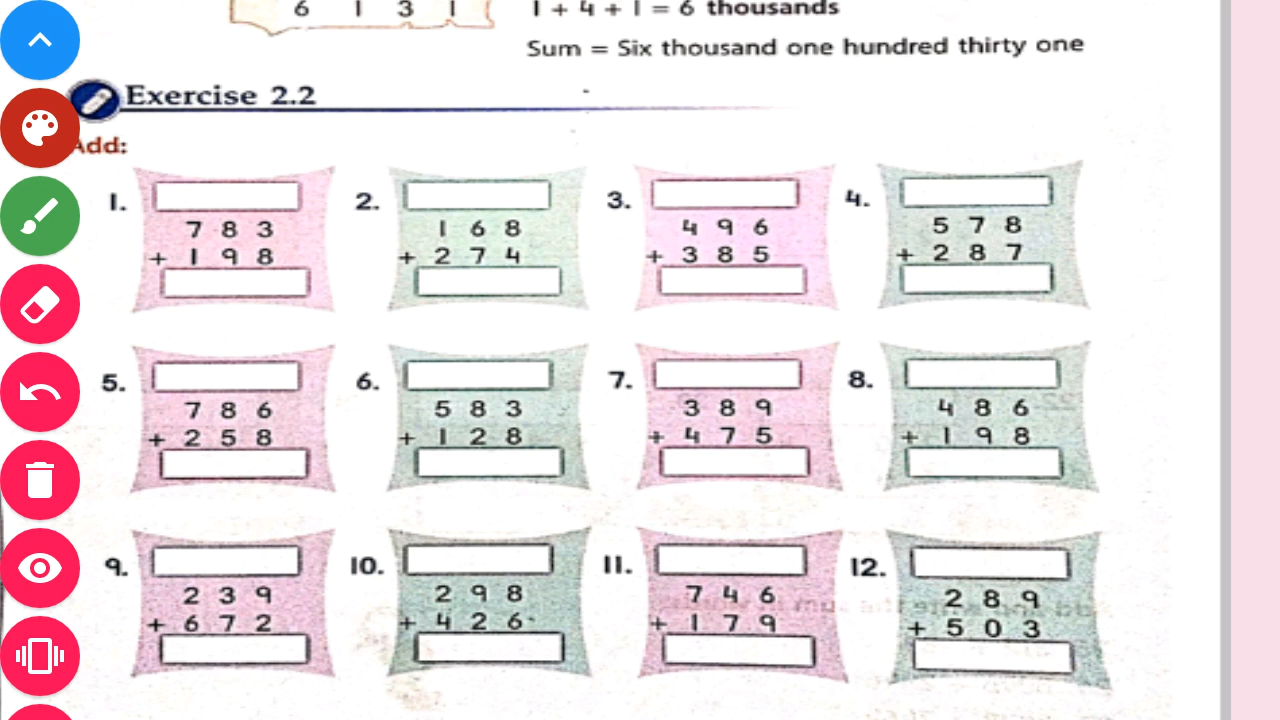 6 1 3 1
1 + 4 + 1 = 6 thousands
Sum = Six thousand one hundred thirty one
Exercise 2.2
Add:
1. 2. 3. 4.
7 8 3 1 6 8 4 9 6 5 7 8
+ 1 9 8 + 2 7 4 + 3 8 5 + 2 8 7
5. 6. 7. 8.
7 8 6 5 8 3 3 8 9 4 8 6
+ 2 5 8 + 1 2 8 + 4 7 5 + 1 9 8
9. 10. 11. 12.
2 3 9 2 9 8 7 4 6 2 8 9
+ 6 7 2 + 4 2 6 + 1 7 9 + 5 0 3